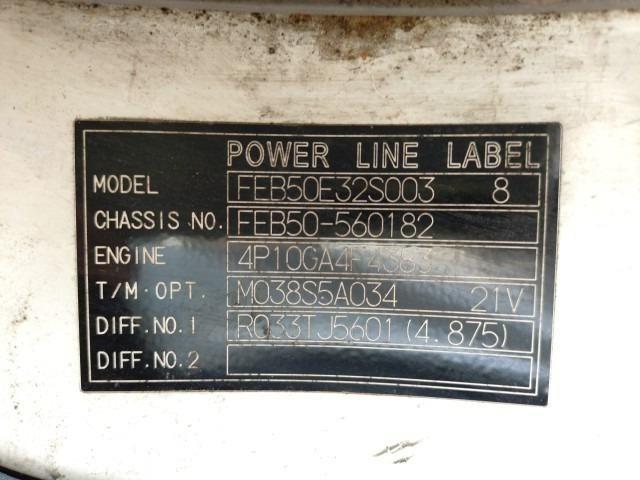 POWER LINE LABEL
MODEL FEB50E32S003 8
CHASSIS NO. FEB50-560182
ENGINE
T/M·OPT. M038S5A034 21V
DIFF.NO.1 R033TJ5601(4.875)
DIFF.NO.2